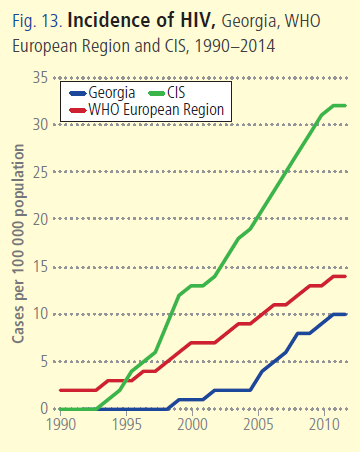 Fig. 13. Incidence of HIV, Georgia, WHO
European Region and CIS, 1990–2014
Cases per 100 000 population
35
30
25
20
15
10
5
0
Georgia CIS
WHO European Region
1990 1995 2000 2005 2010